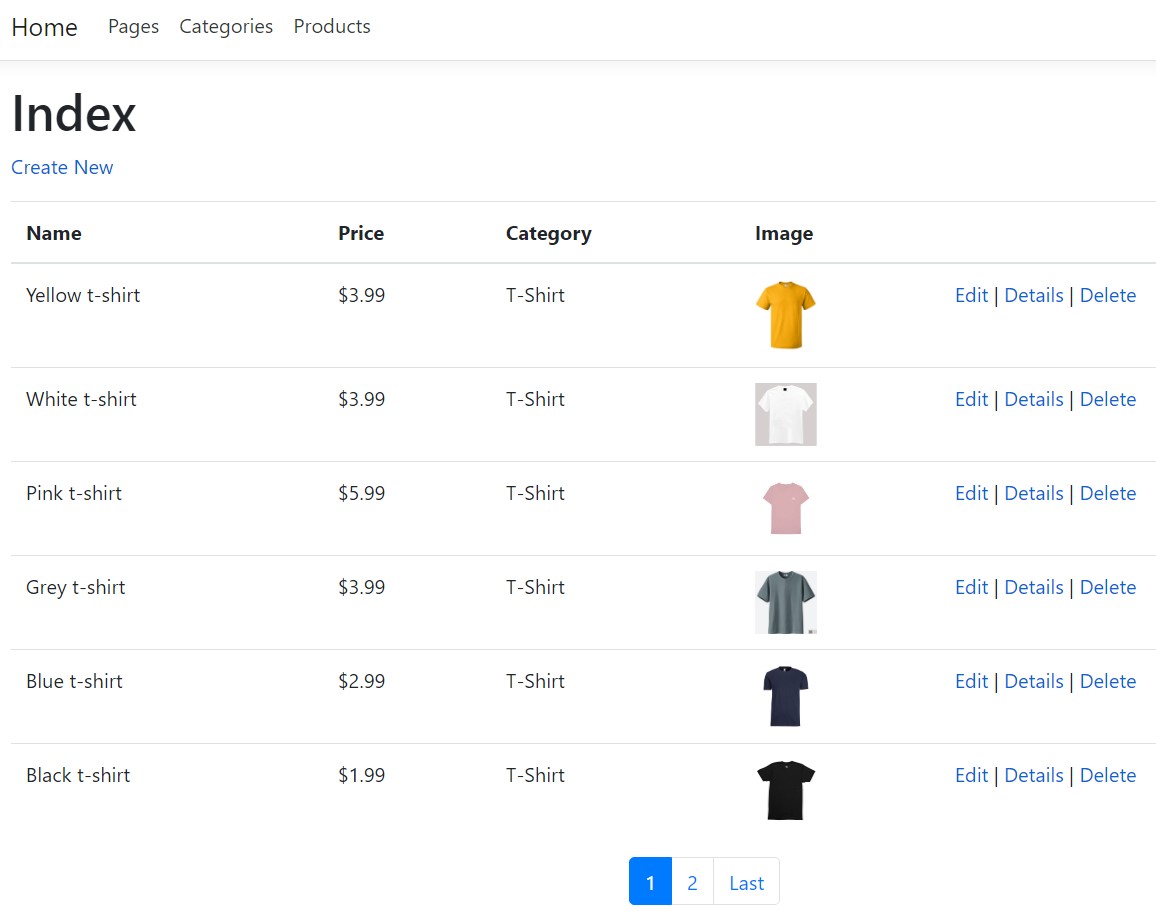 Home Pages Categories Products
Index
Create New
Name Price Category Image
Yellow t-shirt $3.99 T-Shirt Edit | Details | Delete
White t-shirt $3.99 T-Shirt Edit | Details | Delete
Pink t-shirt $5.99 T-Shirt Edit | Details | Delete
Grey t-shirt $3.99 T-Shirt Edit | Details | Delete
Blue t-shirt $2.99 T-Shirt Edit | Details | Delete
Black t-shirt $1.99 T-Shirt Edit | Details | Delete
1 2 Last